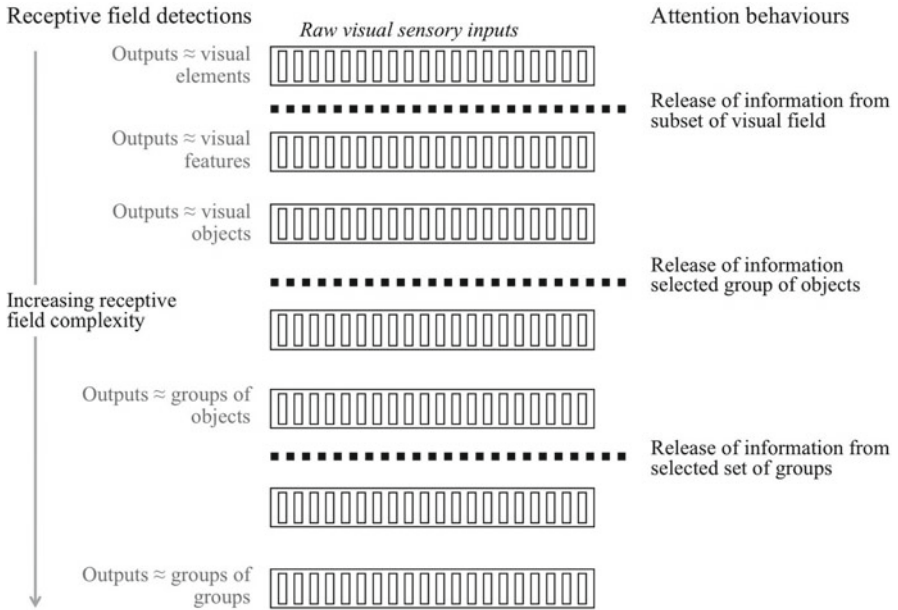 Receptive field detections
Raw visual sensory inputs
Attention behaviours
Outputs ≈ visual
elements
Release of information from
subset of visual field
Outputs ≈ visual
features
Outputs ≈ visual
objects
Release of information
selected group of objects
Increasing receptive
field complexity
Outputs ≈ groups of
objects
Release of information from
selected set of groups
Outputs ≈ groups of
groups